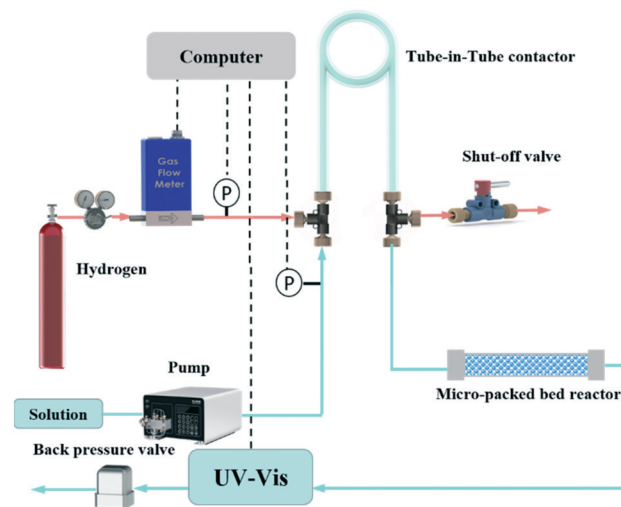 Computer
Tube-in-Tube contactor
Gas
Flow
Meter
Shut-off valve
P
Hydrogen
P
Pump
Micro-packed bed reactor
Solution
Back pressure valve
UV-Vis